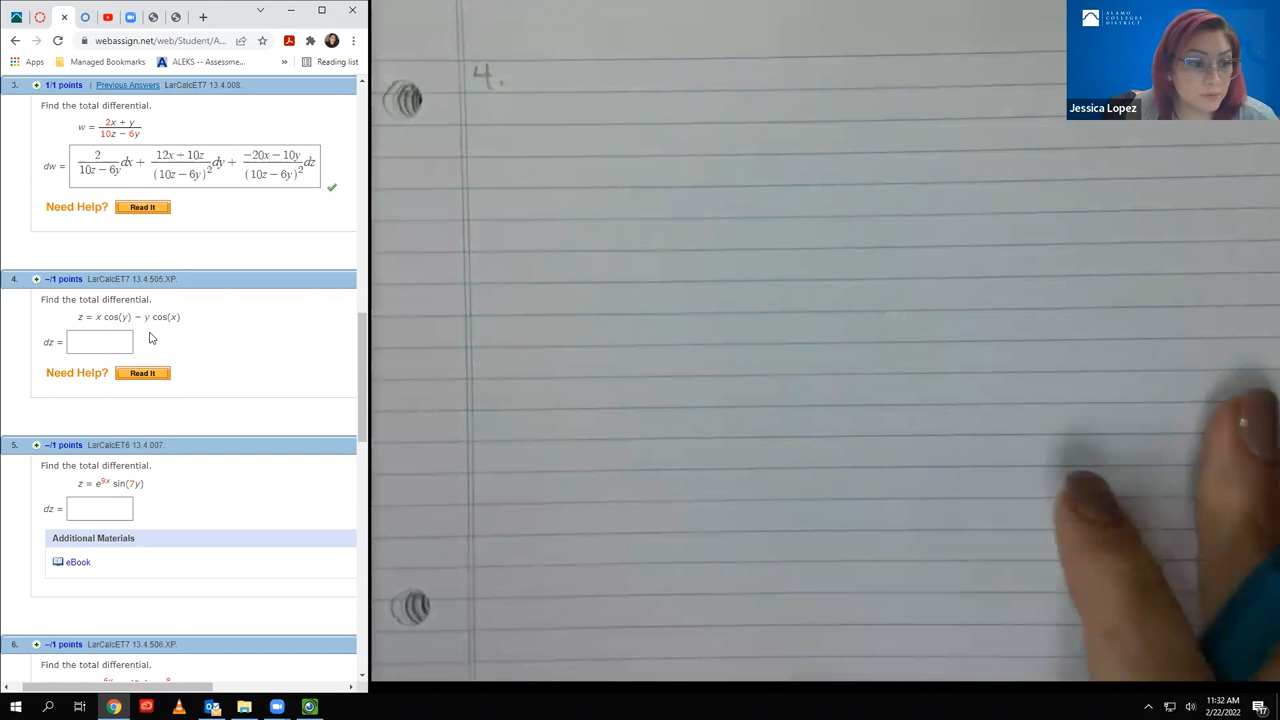 webassign.net/web/Student/A...
Apps
Managed Bookmarks
ALEKS -- Assessme...
»
Reading list
3.
1/1 points
Previous Answers
LarCalcET7 13.4.008.
Find the total differential.
w = 2x + y / 10z − 6y
dw = 2 / 10z − 6y dx + 12x + 10z / (10z − 6y)² dy + −20x − 10y / (10z − 6y)² dz
Need Help?
Read It
4.
–/1 points
LarCalcET7 13.4.505.XP.
Find the total differential.
z = x cos(y) − y cos(x)
dz =
Need Help?
Read It
5.
–/1 points
LarCalcET6 13.4.007.
Find the total differential.
z = e^9x sin(7y)
dz =
Additional Materials
eBook
6.
–/1 points
LarCalcET7 13.4.506.XP.
Find the total differential.
4.
ALAMO
COLLEGES
DISTRICT
Jessica Lopez
11:32 AM
2/22/2022
17